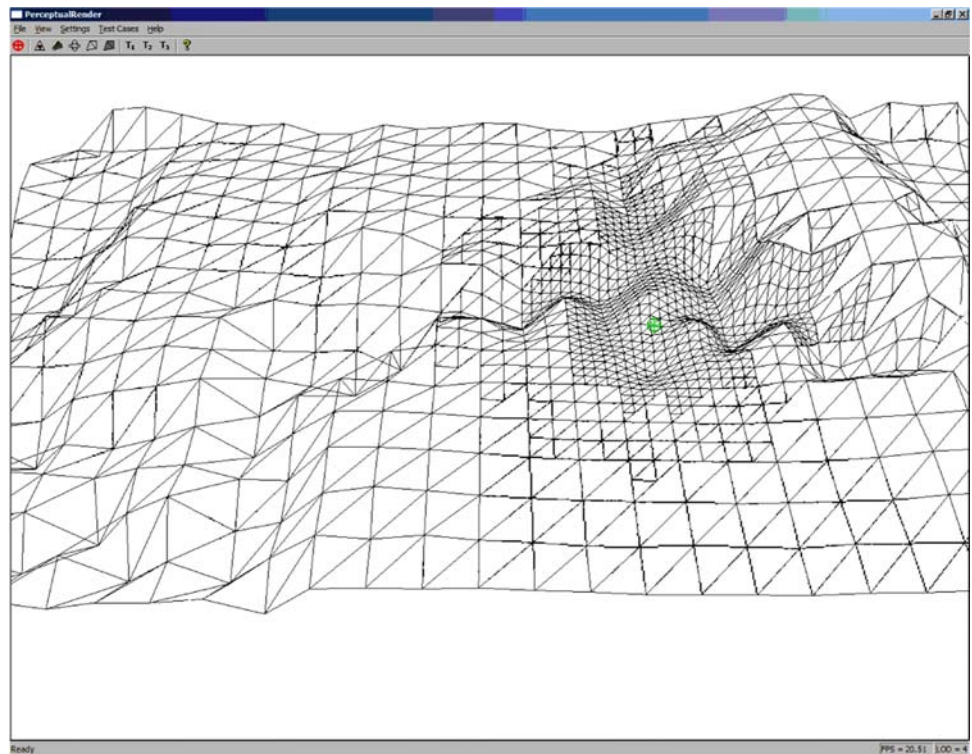 PerceptualRender
File View Settings Test Cases Help
T₁ T₂ T₃ ?
Ready
FPS = 20.51 LOD = 4